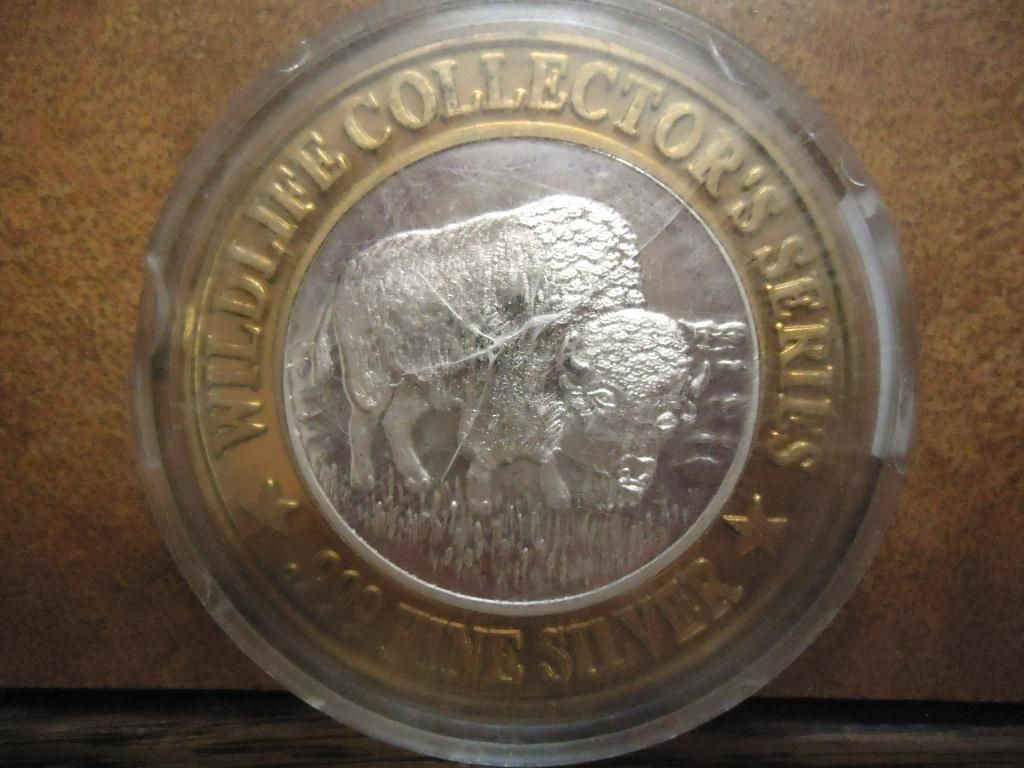 WILDLIFE COLLECTOR'S SERIES
.999 FINE SILVER